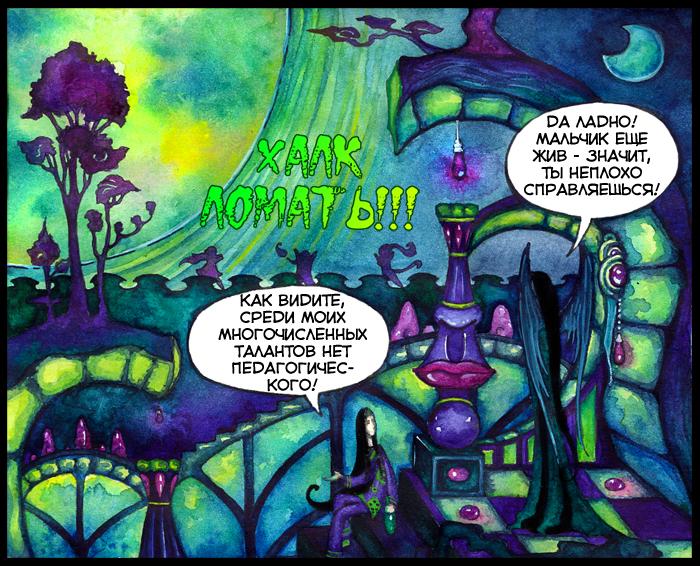 ХАЛК
ЛОМАТЬ!!!
DА ЛАDНО!
МАЛЬЧИК ЕЩЕ
ЖИВ - ЗНАЧИТ,
ТЫ НЕПЛОХО
СПРАВЛЯЕШЬСЯ!
КАК ВИDИТЕ,
СРЕDИ МОИХ
МНОГОЧИСЛЕННЫХ
ТАЛАНТОВ НЕТ
ПЕDАГОГИЧЕС-
КОГО!